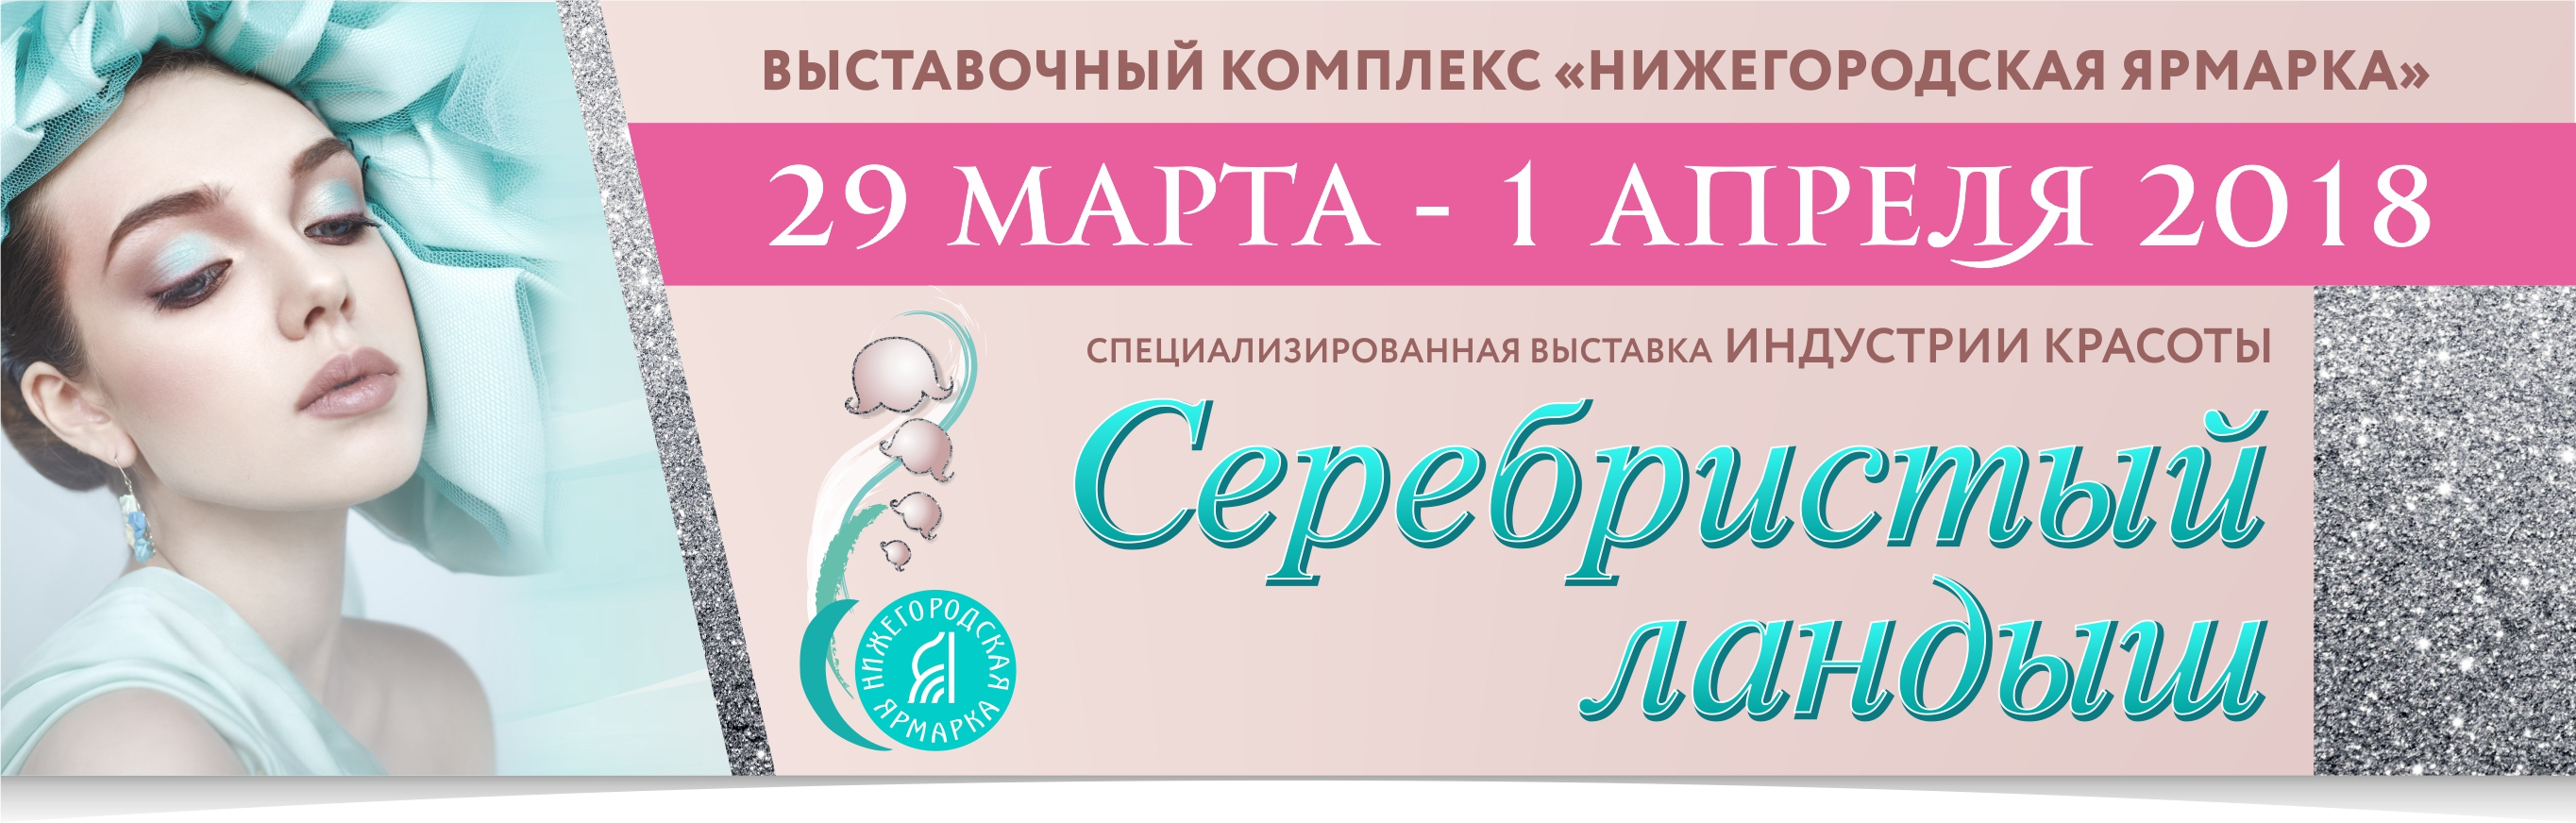 ВЫСТАВОЧНЫЙ КОМПЛЕКС «НИЖЕГОРОДСКАЯ ЯРМАРКА»
29 МАРТА - 1 АПРЕЛЯ 2018
СПЕЦИАЛИЗИРОВАННАЯ ВЫСТАВКА ИНДУСТРИИ КРАСОТЫ
Серебристый
ландыш
НИЖЕГОРОДСКАЯ
ЯРМАРКА